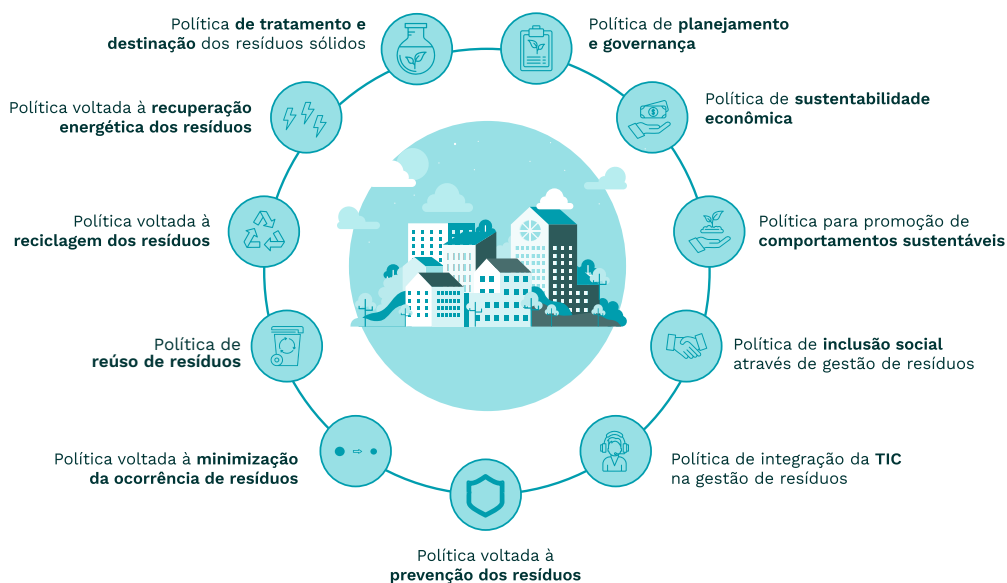 Política de tratamento e
destinação dos resíduos sólidos
Política de planejamento
e governança
Política voltada à recuperação
energética dos resíduos
Política de sustentabilidade
econômica
Política voltada à
reciclagem dos resíduos
Política para promoção de
comportamentos sustentáveis
Política de
reúso de resíduos
Política de inclusão social
através de gestão de resíduos
Política voltada à minimização
da ocorrência de resíduos
Política de integração da TIC
na gestão de resíduos
Política voltada à
prevenção dos resíduos